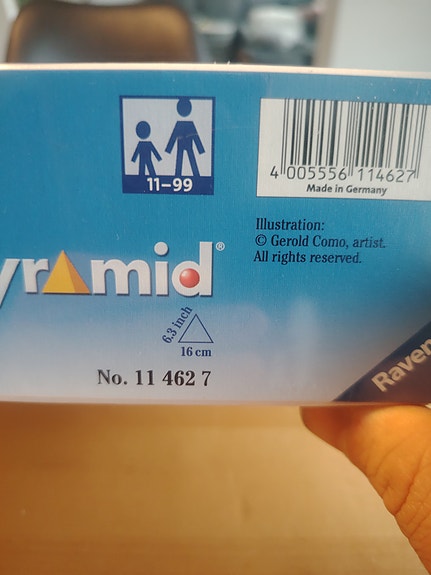 11-99
4 005556 114627
Made in Germany
Illustration:
© Gerold Como, artist.
All rights reserved.
yramid®
6.3 inch
16 cm
No. 11 462 7
Raven